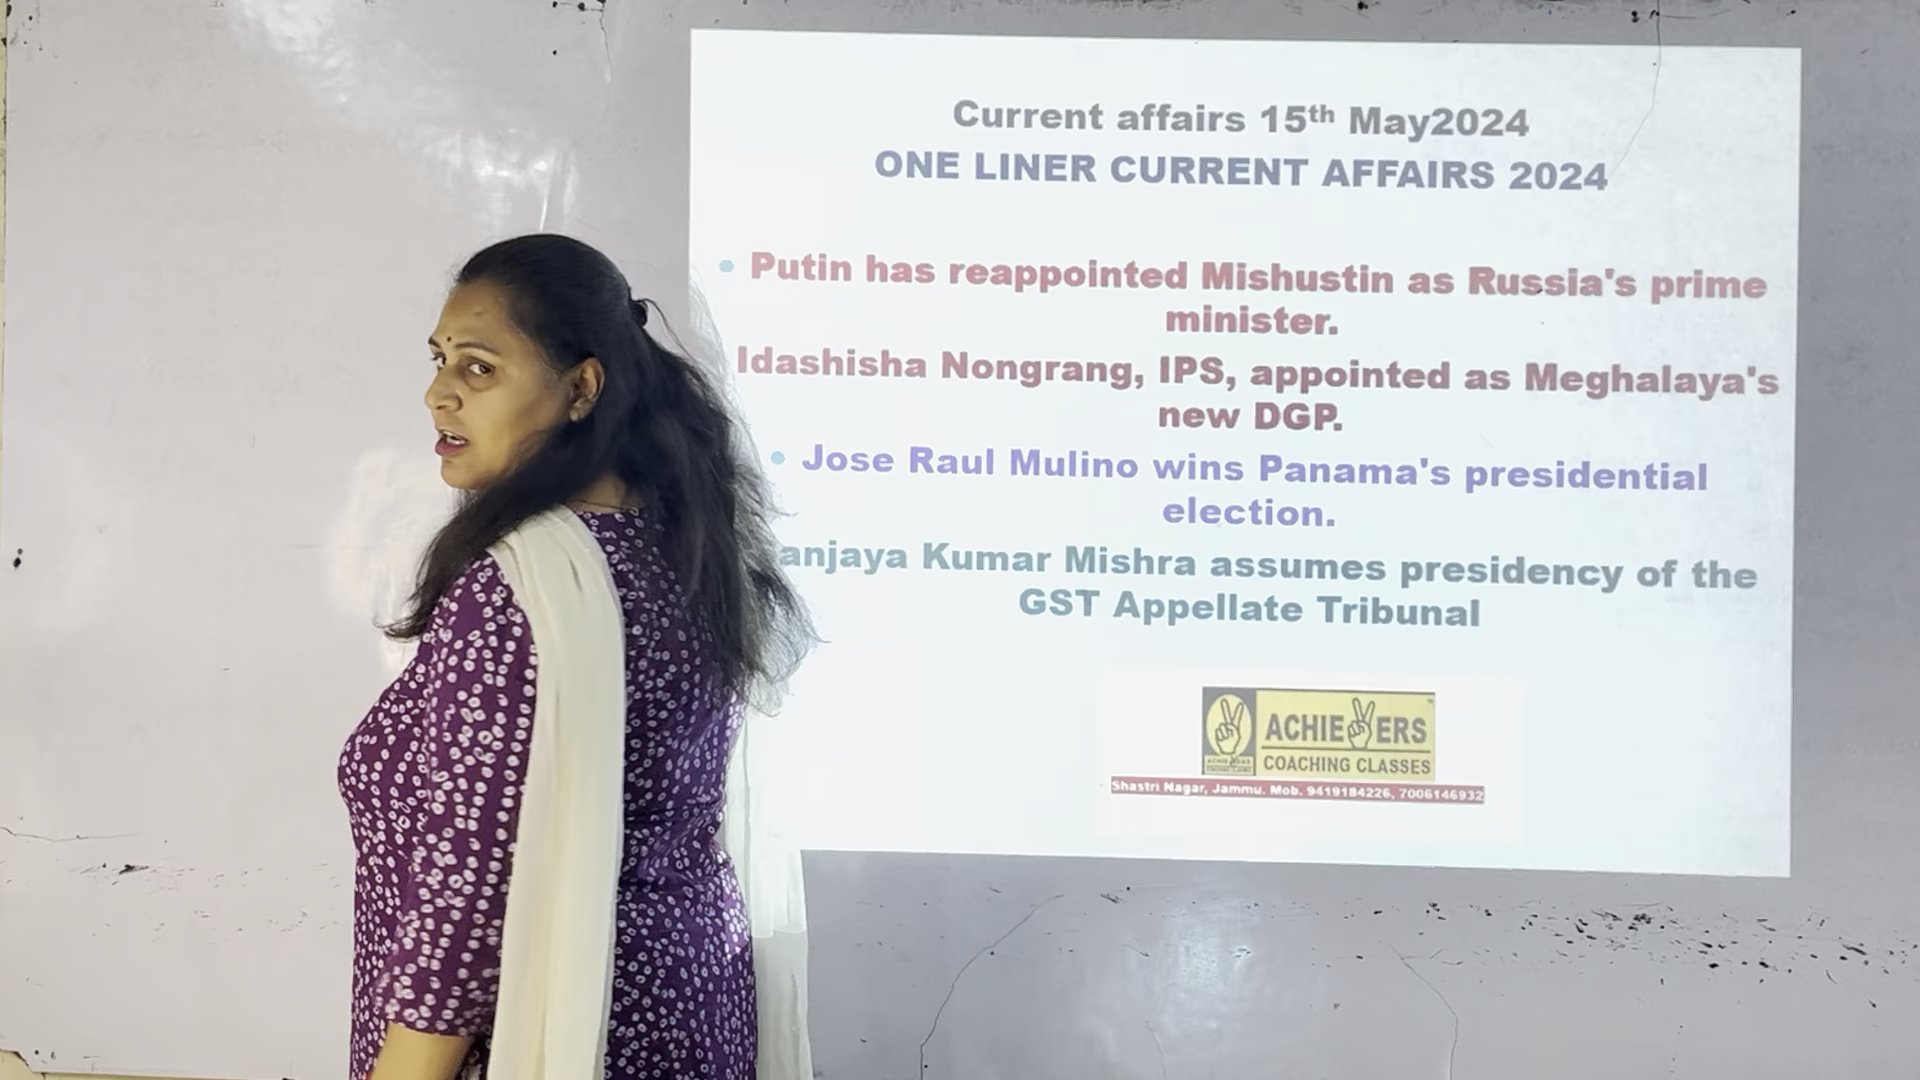 Current affairs 15th May2024
ONE LINER CURRENT AFFAIRS 2024
• Putin has reappointed Mishustin as Russia's prime
minister.
Idashisha Nongrang, IPS, appointed as Meghalaya's
new DGP.
• Jose Raul Mulino wins Panama's presidential
election.
anjaya Kumar Mishra assumes presidency of the
GST Appellate Tribunal
ACHIEVERS
COACHING CLASSES
Shastri Nagar, Jammu. Mob. 9419184226, 7006146932